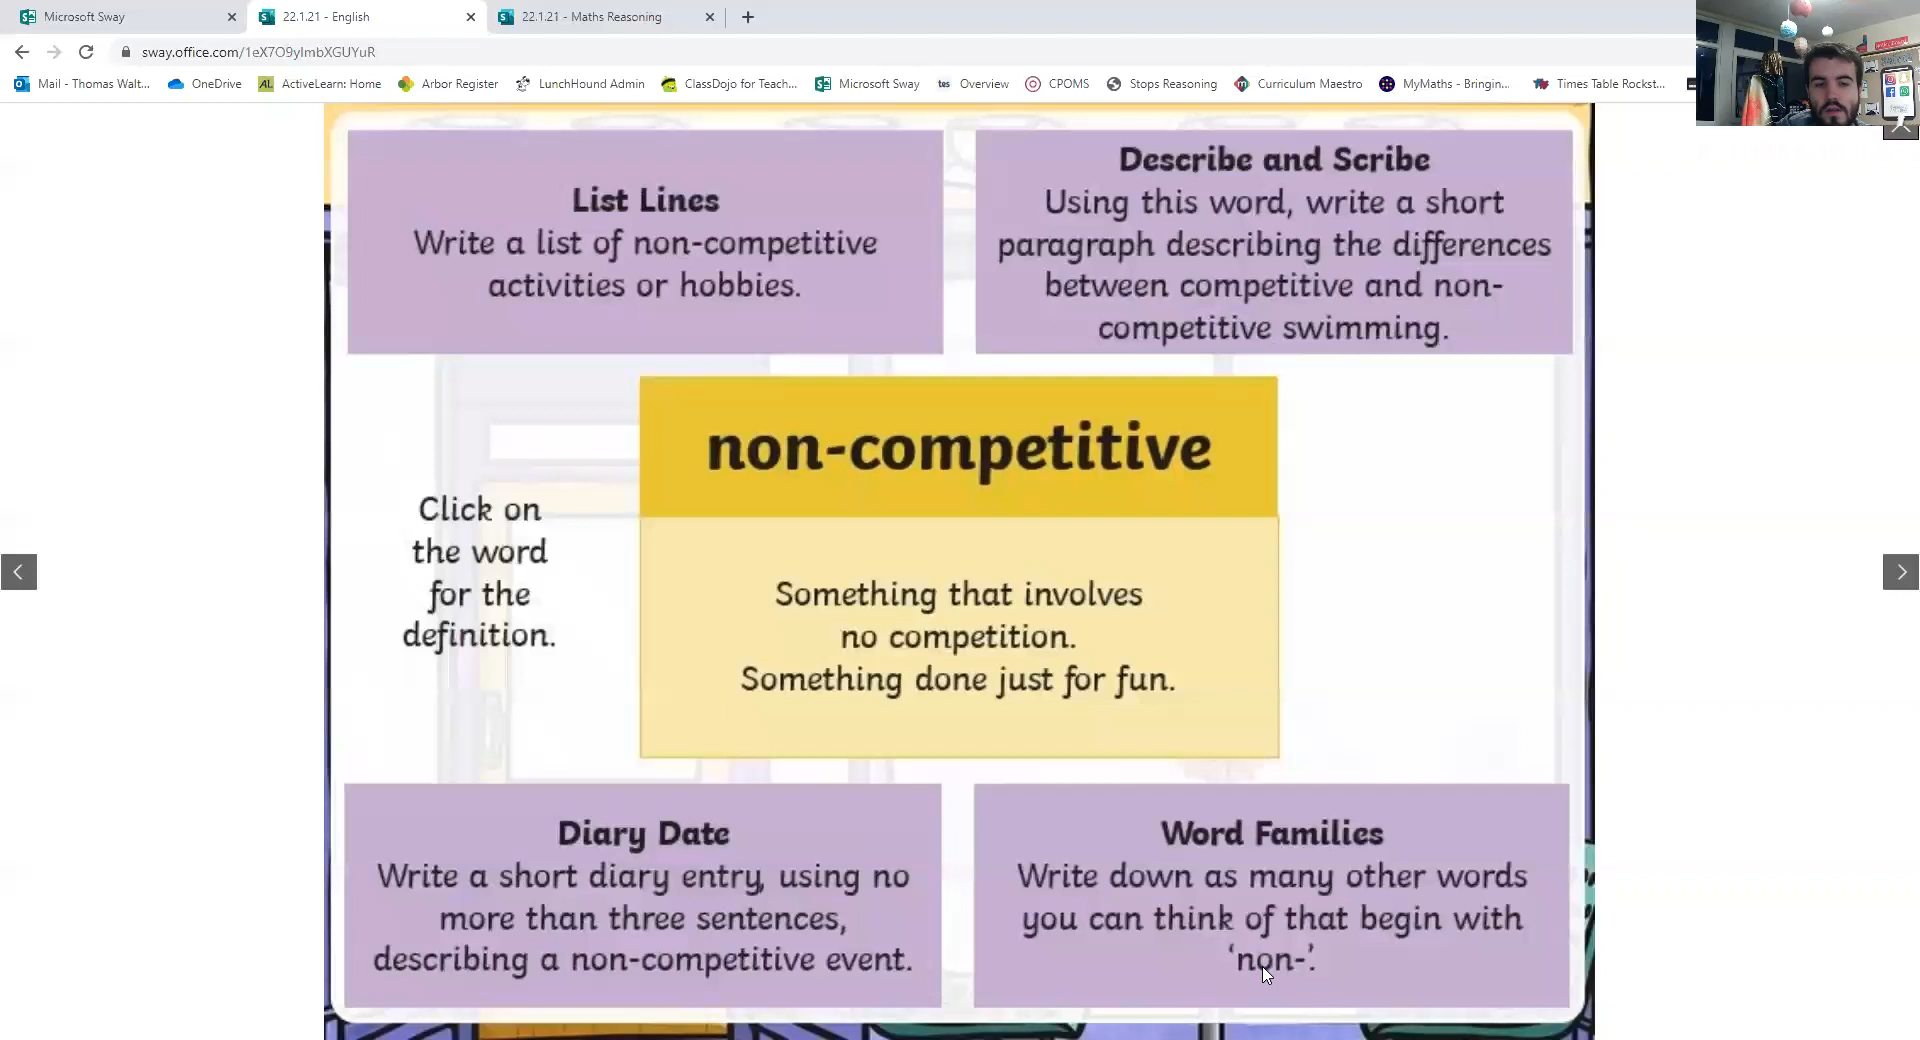 Microsoft Sway
22.1.21 - English
22.1.21 - Maths Reasoning
sway.office.com/1eX7O9yImbXGUYuR
Mail - Thomas Walt...
OneDrive
AL
ActiveLearn: Home
Arbor Register
LunchHound Admin
ClassDojo for Teach...
Microsoft Sway
tes
Overview
CPOMS
Stops Reasoning
Curriculum Maestro
MyMaths - Bringin...
Times Table Rockst...
List Lines
Write a list of non-competitive
activities or hobbies.
Describe and Scribe
Using this word, write a short
paragraph describing the differences
between competitive and non-
competitive swimming.
non-competitive
Click on
the word
for the
definition.
Something that involves
no competition.
Something done just for fun.
Diary Date
Write a short diary entry, using no
more than three sentences,
describing a non-competitive event.
Word Families
Write down as many other words
you can think of that begin with
‘non-’.